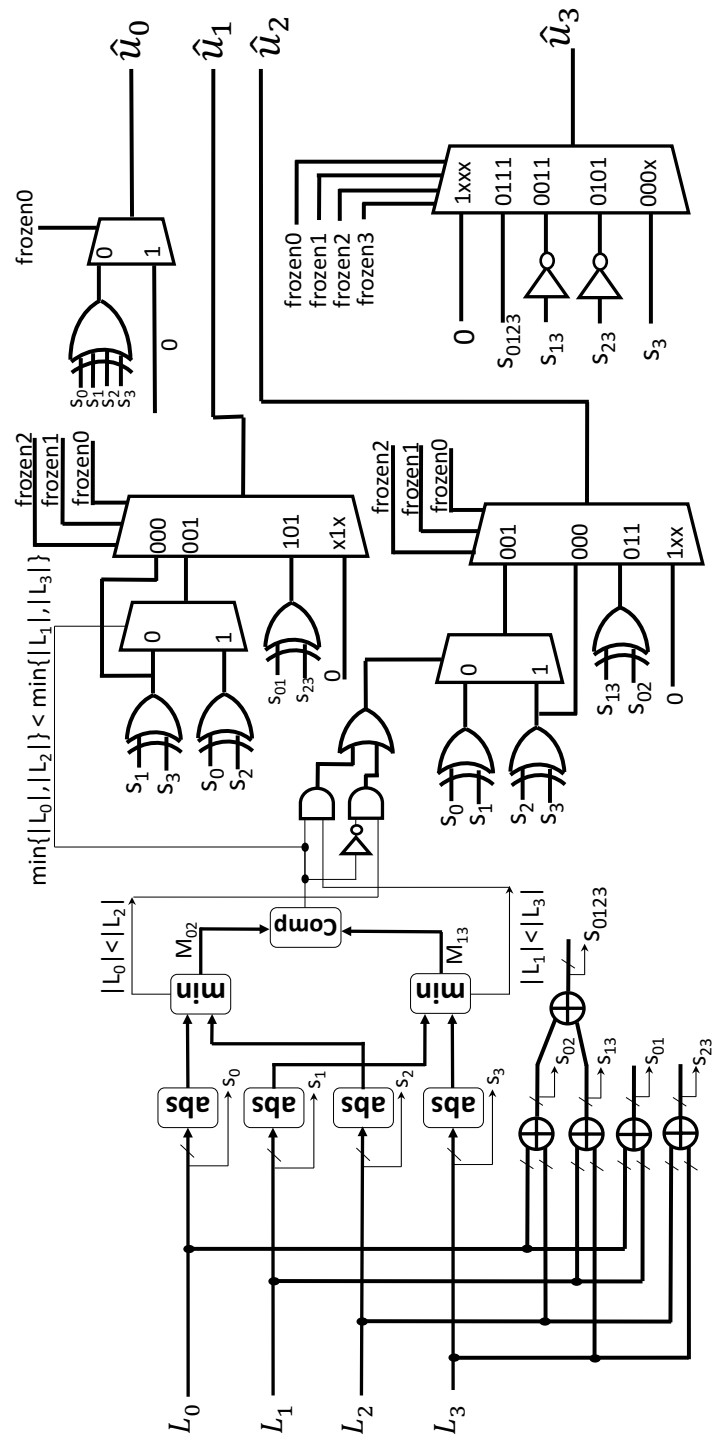 L₀
L₁
L₂
L₃
abs
abs
abs
abs
s₀
s₁
s₂
s₃
min
min
|L₀|<|L₂|
|L₁|<|L₃|
M₀₂
M₁₃
Comp
min{|L₀|,|L₂|} < min{|L₁|,|L₃|}
s₀₂
s₁₃
s₀₁
s₂₃
s₀₁₂₃
s₀
s₁
s₂
s₃
0
0
1
frozen0
û₀
s₁
s₃
s₀
s₂
0
1
s₀₁
s₂₃
0
000
001
101
x1x
frozen2
frozen1
frozen0
û₁
s₀
s₁
s₂
s₃
0
1
s₁₃
s₀₂
0
001
000
011
1xx
frozen2
frozen1
frozen0
û₂
frozen0
frozen1
frozen2
frozen3
0
s₀₁₂₃
s₁₃
s₂₃
s₃
1xxx
0111
0011
0101
000x
û₃